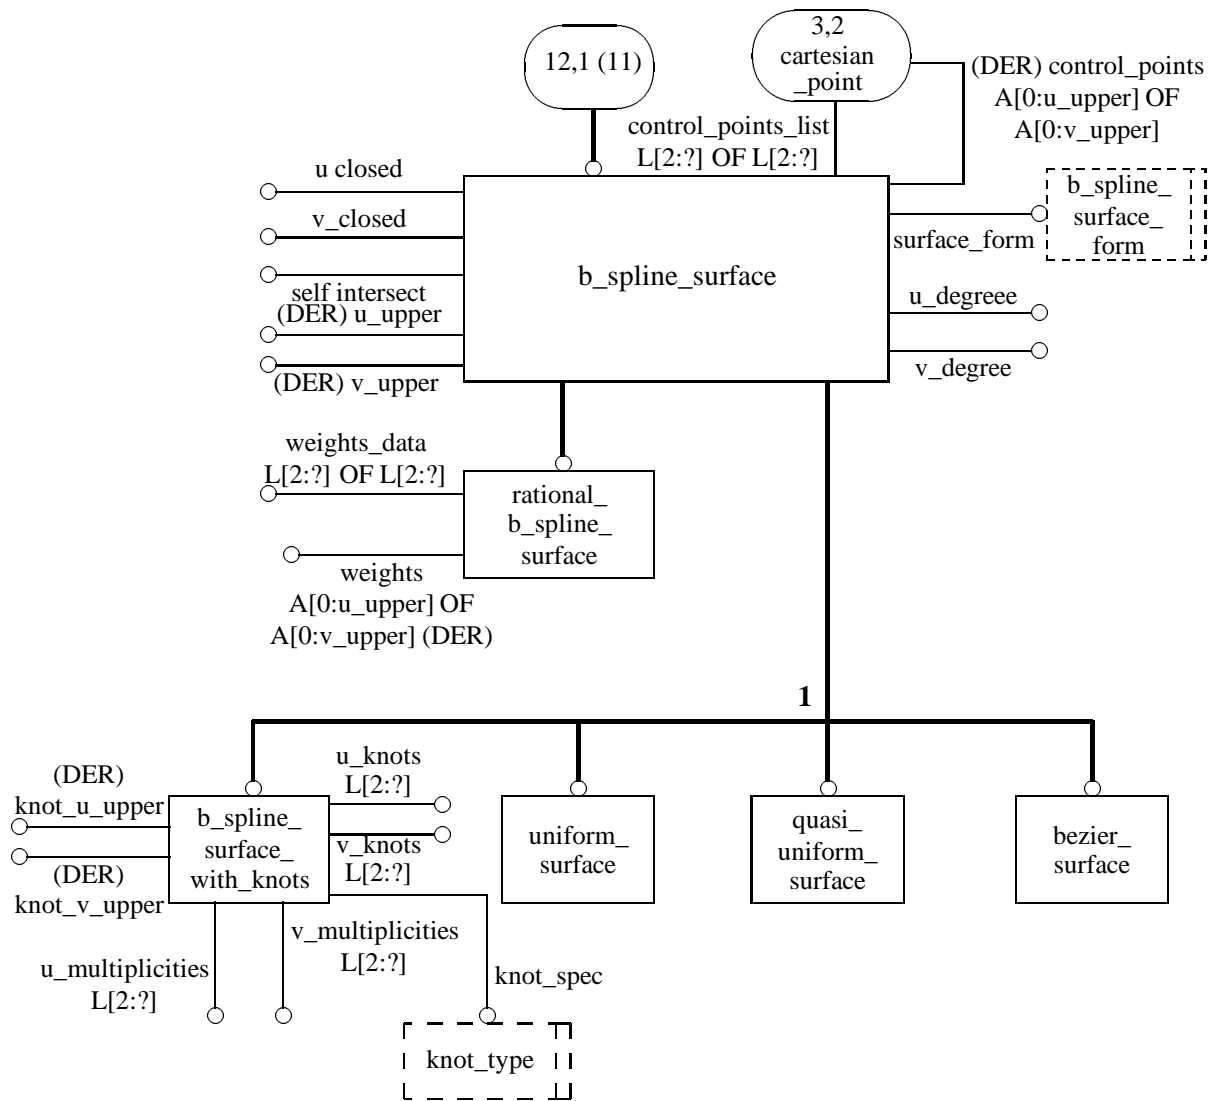 12,1 (11)
3,2
cartesian
_point
(DER) control_points
A[0:u_upper] OF
A[0:v_upper]
control_points_list
L[2:?] OF L[2:?]
u closed
v_closed
self intersect
(DER) u_upper
(DER) v_upper
b_spline_surface
b_spline_
surface_
form
surface_form
u_degreee
v_degree
weights_data
L[2:?] OF L[2:?]
rational_
b_spline_
surface
weights
A[0:u_upper] OF
A[0:v_upper] (DER)
1
(DER)
knot_u_upper
(DER)
knot_v_upper
b_spline_
surface_
with_knots
u_knots
L[2:?]
v_knots
L[2:?]
uniform_
surface
quasi_
uniform_
surface
bezier_
surface
u_multiplicities
L[2:?]
v_multiplicities
L[2:?]
knot_spec
knot_type